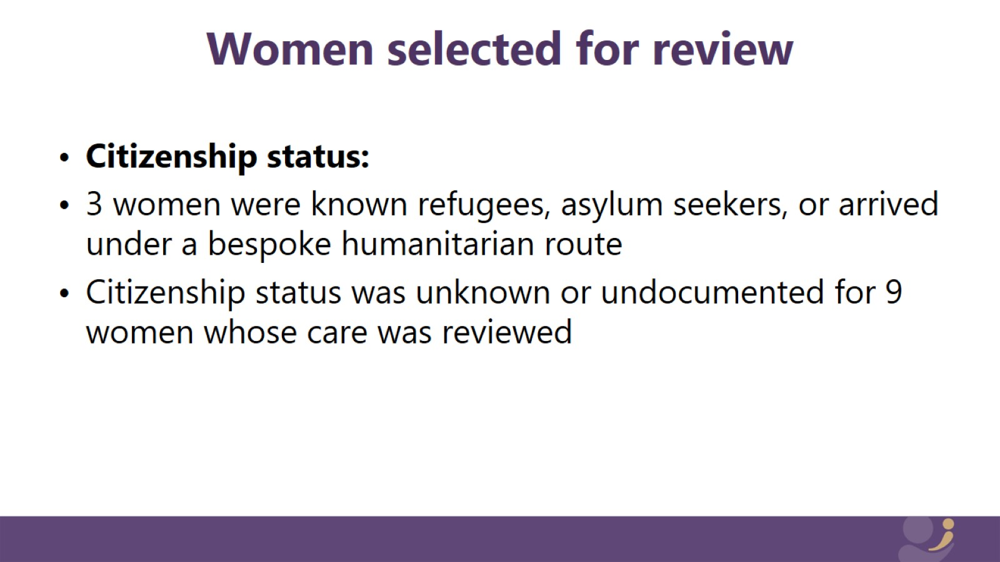 Women selected for review
• Citizenship status:
• 3 women were known refugees, asylum seekers, or arrived
under a bespoke humanitarian route
• Citizenship status was unknown or undocumented for 9
women whose care was reviewed